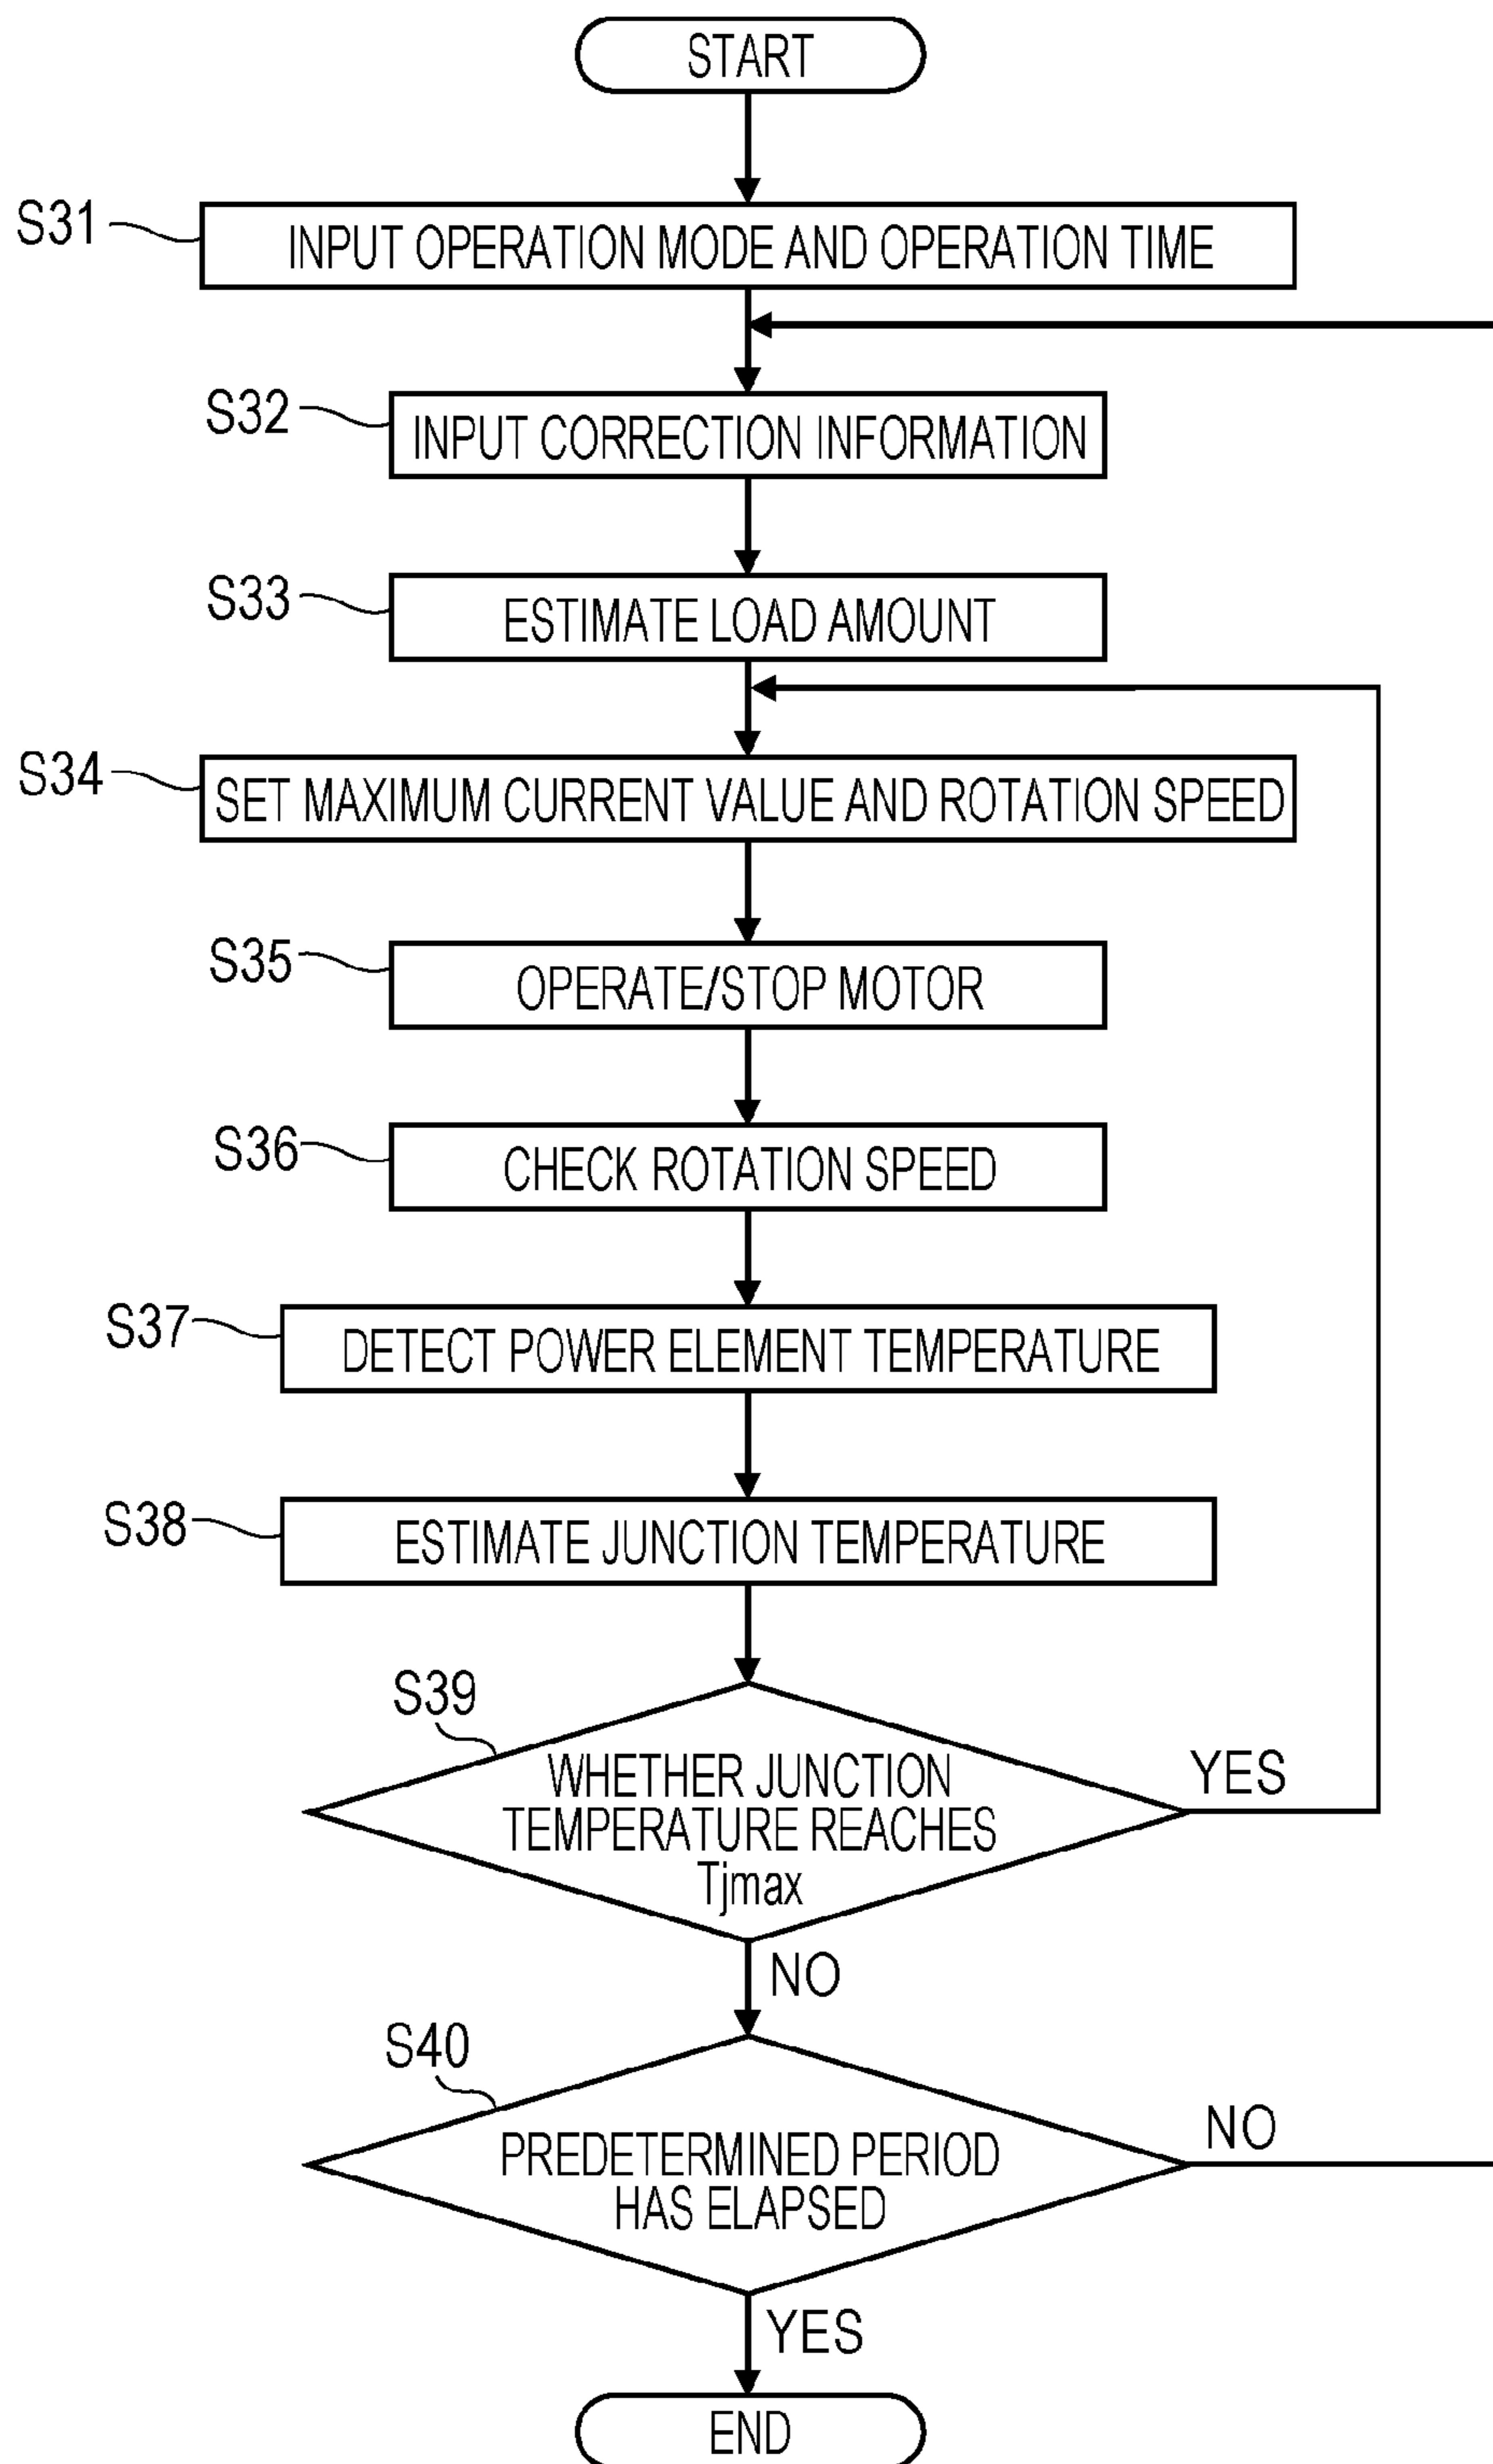 START
S31
INPUT OPERATION MODE AND OPERATION TIME
S32
INPUT CORRECTION INFORMATION
S33
ESTIMATE LOAD AMOUNT
S34
SET MAXIMUM CURRENT VALUE AND ROTATION SPEED
S35
OPERATE/STOP MOTOR
S36
CHECK ROTATION SPEED
S37
DETECT POWER ELEMENT TEMPERATURE
S38
ESTIMATE JUNCTION TEMPERATURE
S39
WHETHER JUNCTION
TEMPERATURE REACHES
Tjmax
YES
NO
S40
PREDETERMINED PERIOD
HAS ELAPSED
NO
YES
END